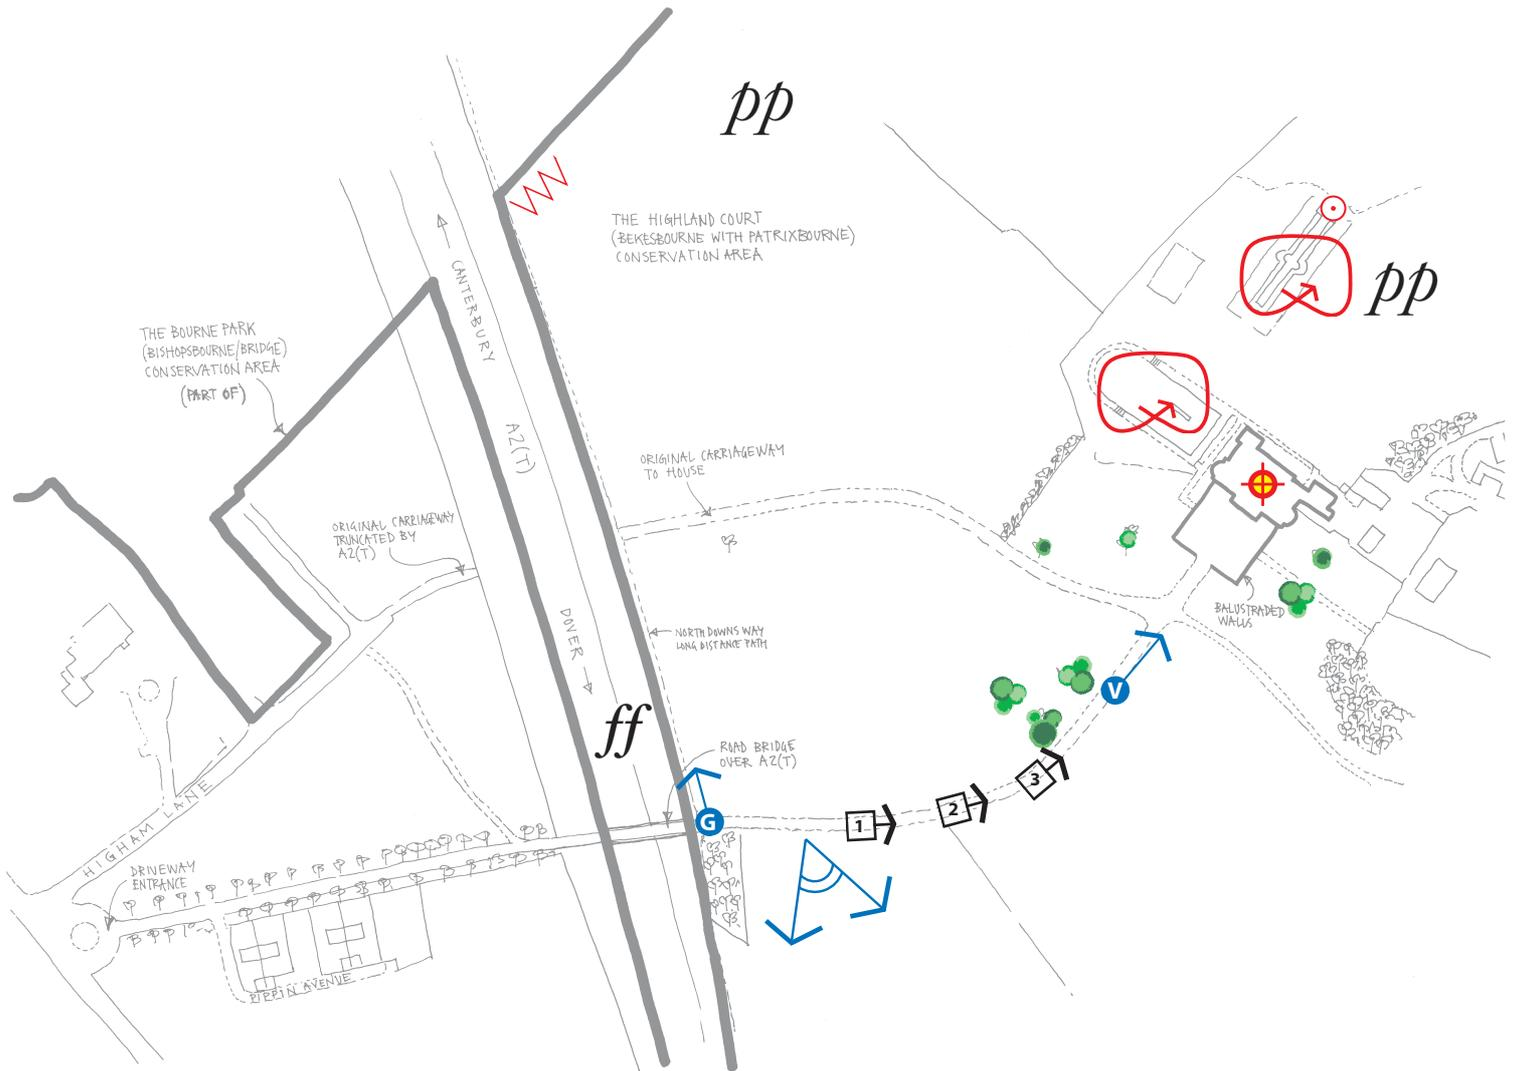 pp
THE HIGHLAND COURT
(BEKESBOURNE WITH PATRIXBOURNE)
CONSERVATION AREA
pp
CANTERBURY
THE BOURNE PARK
(BISHOPSBOURNE/BRIDGE)
CONSERVATION AREA
(PART OF)
A2(T)
ORIGINAL CARRIAGEWAY
TO HOUSE
ORIGINAL CARRIAGEWAY
TRUNCATED BY
A2(T)
DOVER
NORTH DOWNS WAY
LONG DISTANCE PATH
BALUSTRADED
WALLS
V
ff
ROAD BRIDGE
OVER A2(T)
G
1
2
3
HIGHAM LANE
DRIVEWAY
ENTRANCE
PIPPIN AVENUE